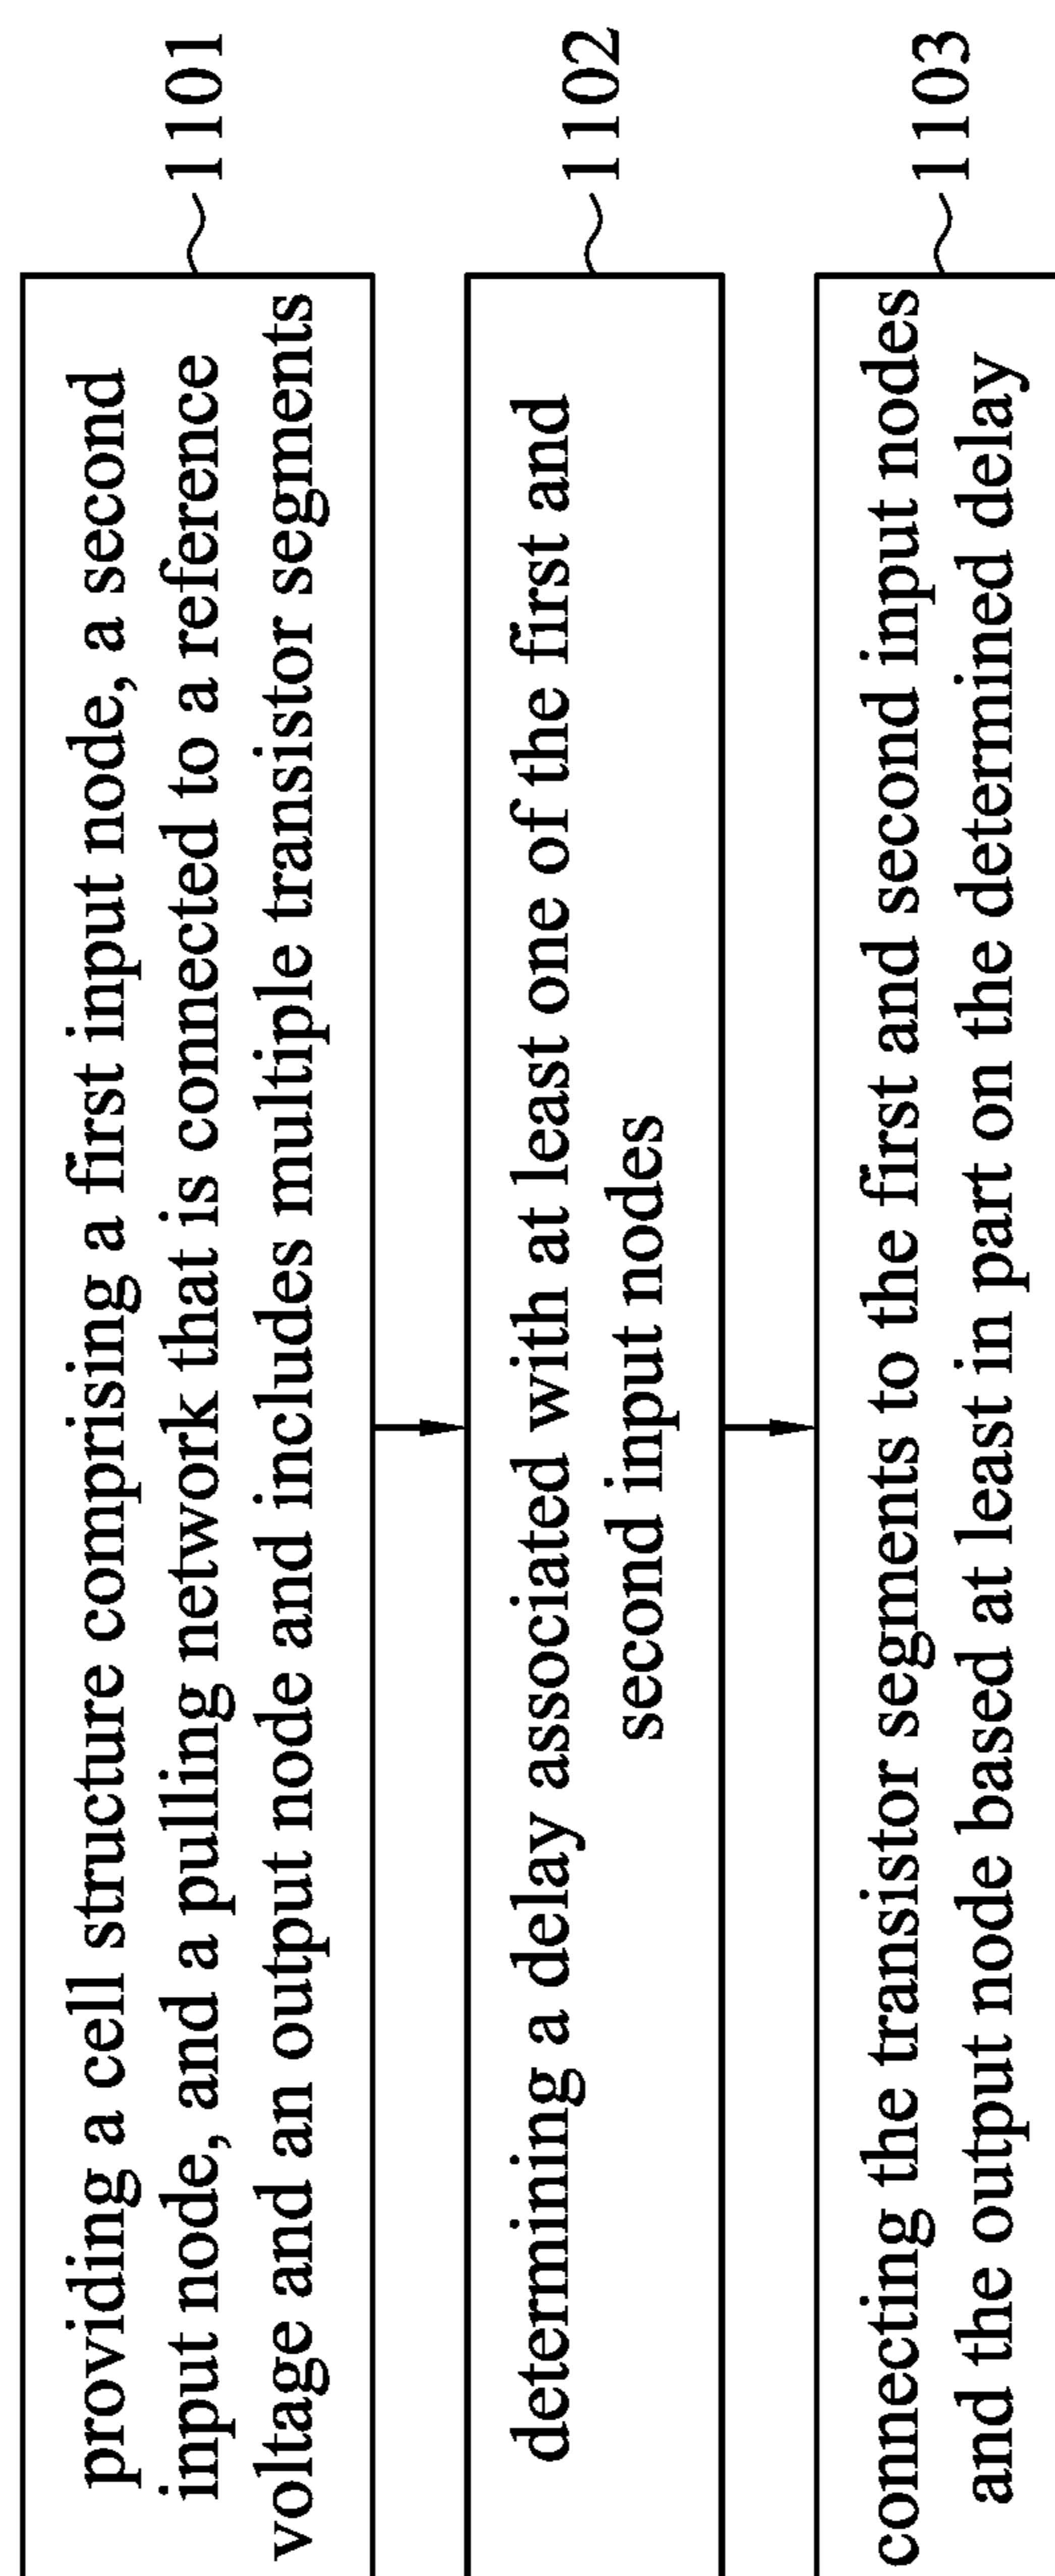 providing a cell structure comprising a first input node, a second
input node, and a pulling network that is connected to a reference
voltage and an output node and includes multiple transistor segments
1101
determining a delay associated with at least one of the first and
second input nodes
1102
connecting the transistor segments to the first and second input nodes
and the output node based at least in part on the determined delay
1103